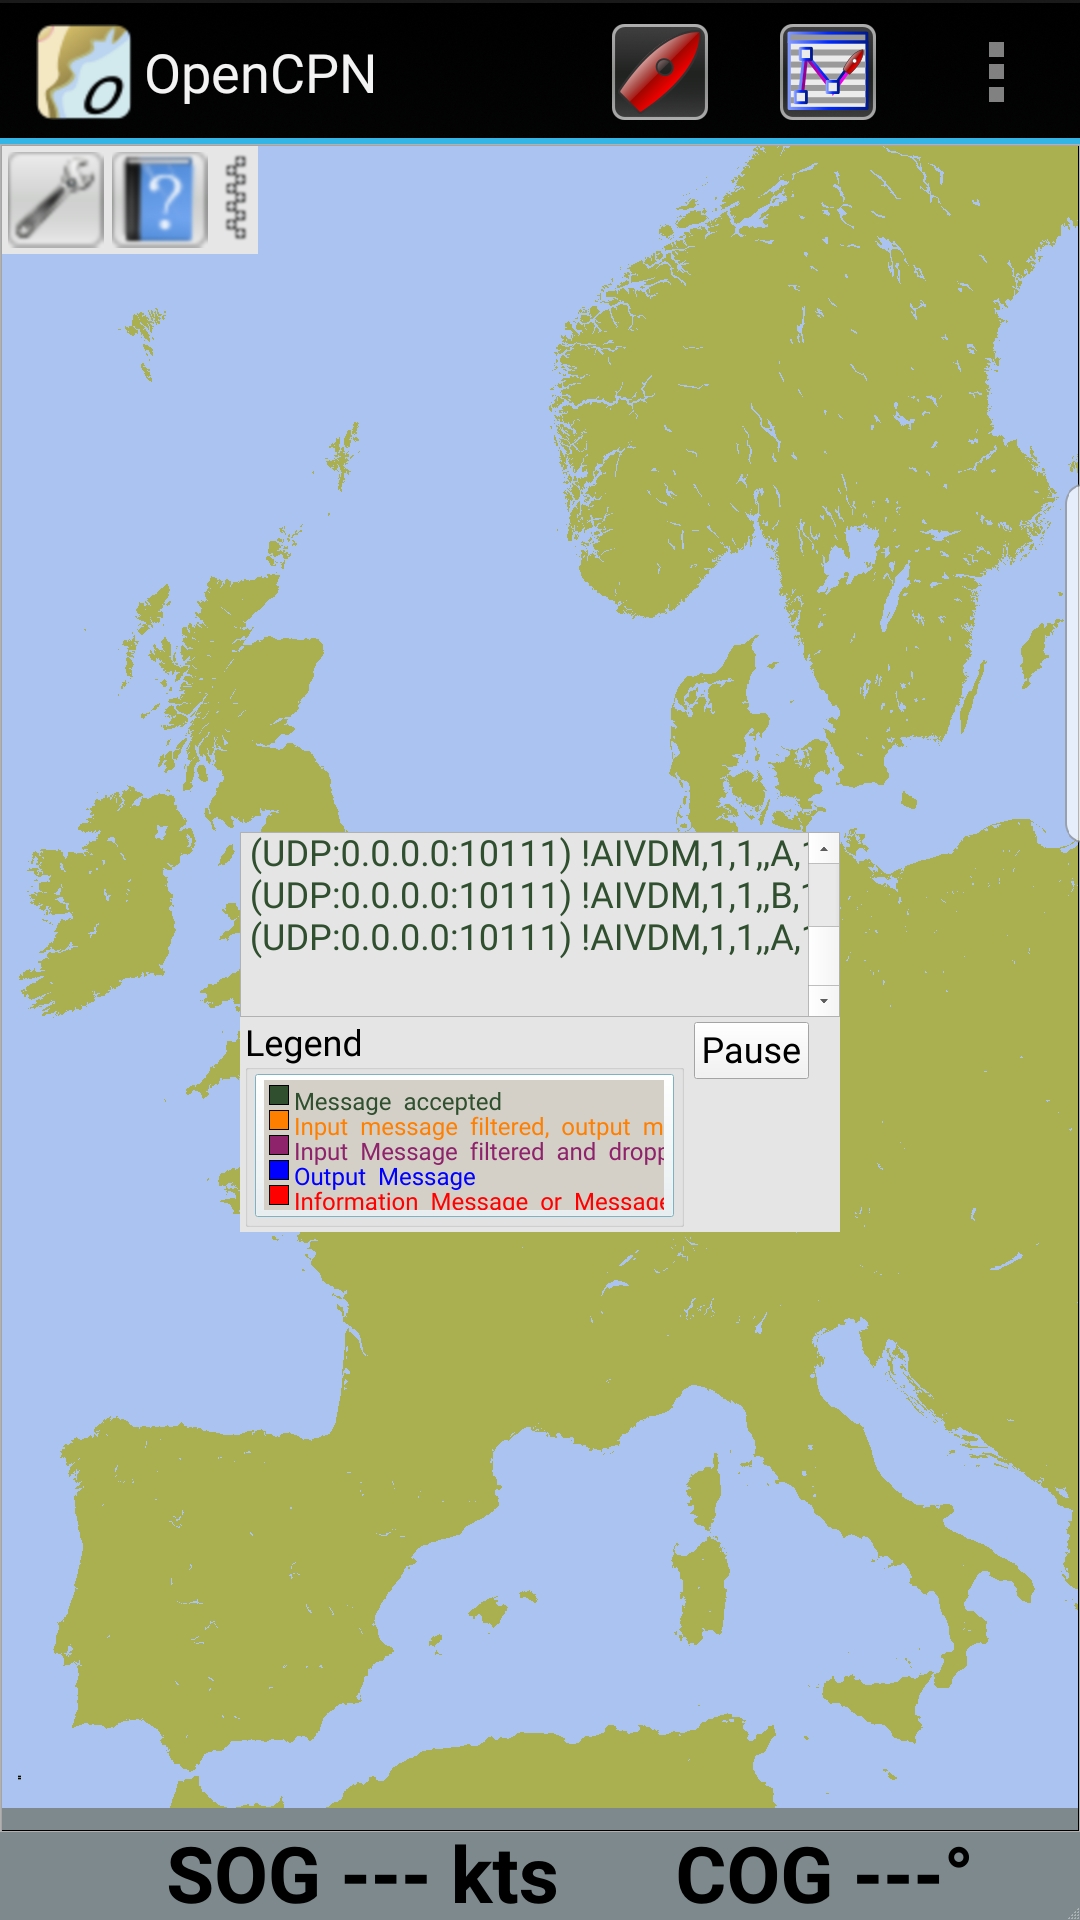 OpenCPN
(UDP:0.0.0.0:10111) !AIVDM,1,1,,A,
(UDP:0.0.0.0:10111) !AIVDM,1,1,,B,
(UDP:0.0.0.0:10111) !AIVDM,1,1,,A,
Legend
Pause
Message accepted
Input message filtered, output m
Input Message filtered and dropp
Output Message
Information Message or Message
SOG --- kts COG ---°